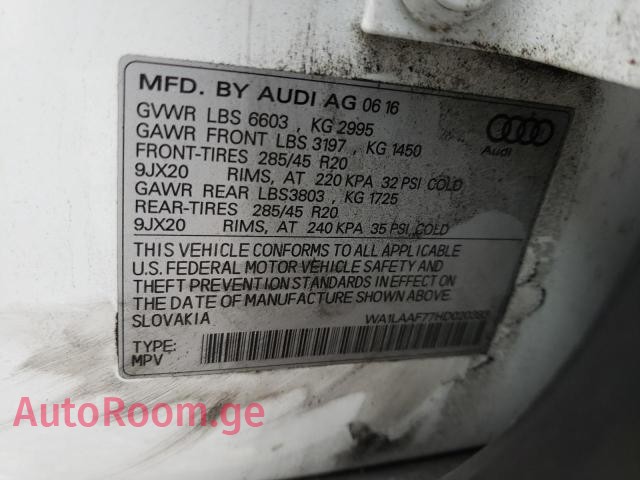 MFD. BY AUDI AG 06 16
GVWR LBS 6603 , KG 2995
GAWR FRONT LBS 3197 , KG 1450
FRONT-TIRES 285/45 R20
9JX20 RIMS, AT 220 KPA 32 PSI COLD
GAWR REAR LBS3803 , KG 1725
REAR-TIRES 285/45 R20
9JX20 RIMS, AT 240 KPA 35 PSI COLD
Audi
THIS VEHICLE CONFORMS TO ALL APPLICABLE
U.S. FEDERAL MOTOR VEHICLE SAFETY AND
THEFT PREVENTION STANDARDS IN EFFECT ON
THE DATE OF MANUFACTURE SHOWN ABOVE.
SLOVAKIA WA1LAAF77HD020393
TYPE:
MPV
AutoRoom.ge